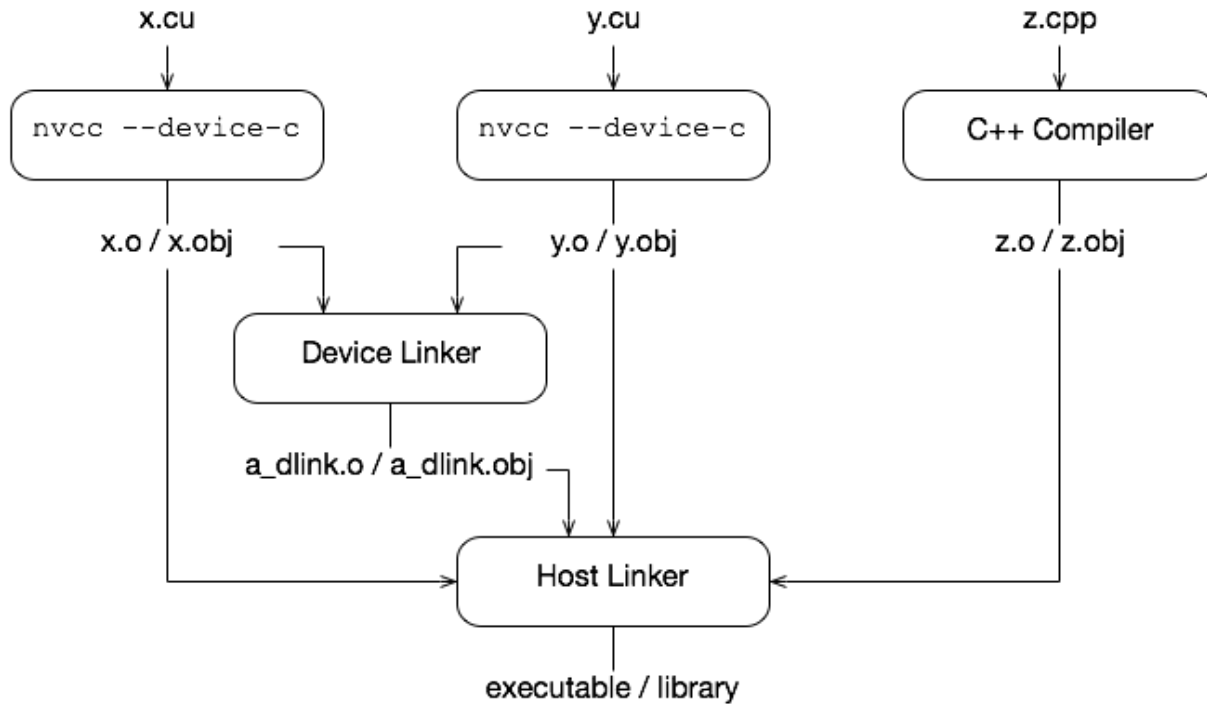 x.cu
y.cu
z.cpp
nvcc --device-c
nvcc --device-c
C++ Compiler
x.o / x.obj
y.o / y.obj
z.o / z.obj
Device Linker
a_dlink.o / a_dlink.obj
Host Linker
executable / library